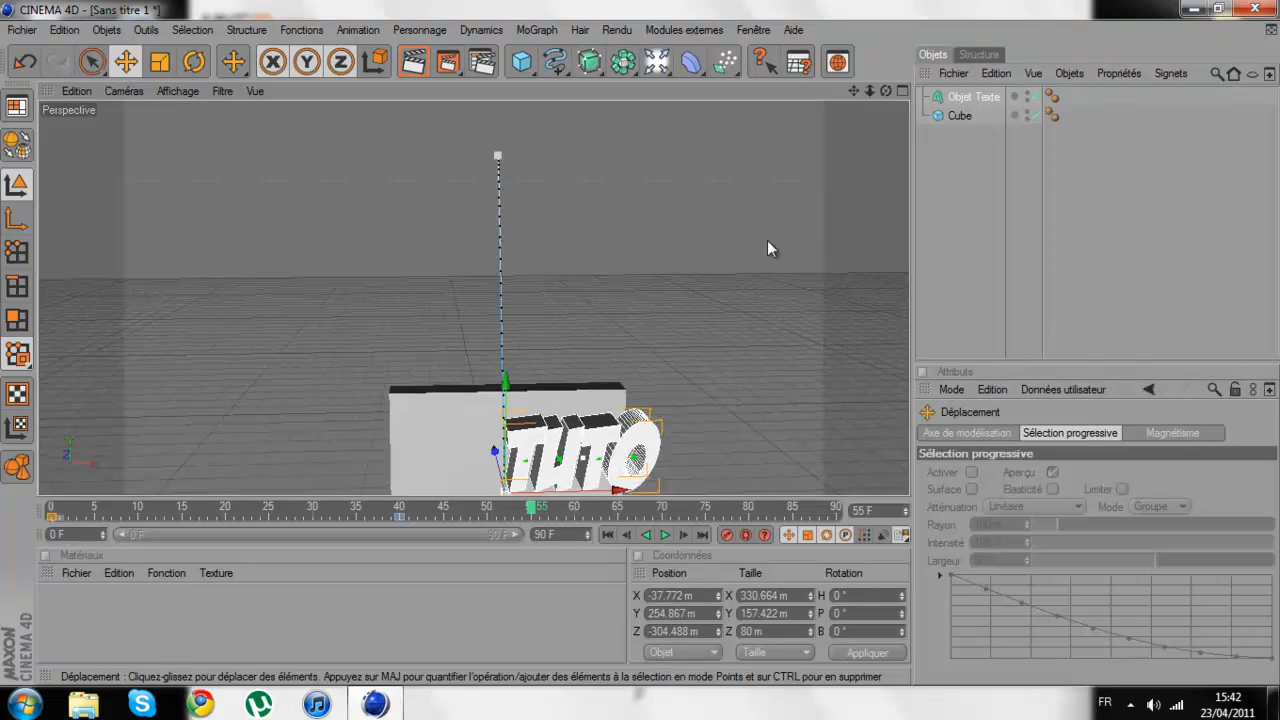 CINEMA 4D - [Sans titre 1 *]
Fichier Edition Objets Outils Sélection Structure Fonctions Animation Personnage Dynamics MoGraph Hair Rendu Modules externes Fenêtre Aide
Edition Caméras Affichage Filtre Vue
Perspective
Objets Structure
Fichier Edition Vue Objets Propriétés Signets
Objet Texte
Cube
TUTO
Attributs
Mode Edition Données utilisateur
Déplacement
Axe de modélisation Sélection progressive Magnétisme
Sélection progressive
Activer Aperçu
Surface Elasticité Limiter
Atténuation Linéaire Mode Groupe
Rayon
Intensité
Largeur
0 5 10 15 20 25 30 35 40 45 50 55 60 65 70 75 80 85 90 55 F
0 F 0 F 90 F 90 F
Matériaux
Fichier Edition Fonction Texture
Coordonnées
Position Taille Rotation
X -37.772 m X 330.664 m H 0 °
Y 254.867 m Y 157.422 m P 0 °
Z -304.488 m Z 80 m B 0 °
Objet Taille Appliquer
MAXON
CINEMA 4D
Déplacement : Cliquez-glissez pour déplacer des éléments. Appuyez sur MAJ pour quantifier l'opération/ajouter des éléments à la sélection en mode Points et sur CTRL pour en supprimer
FR
15:42
23/04/2011